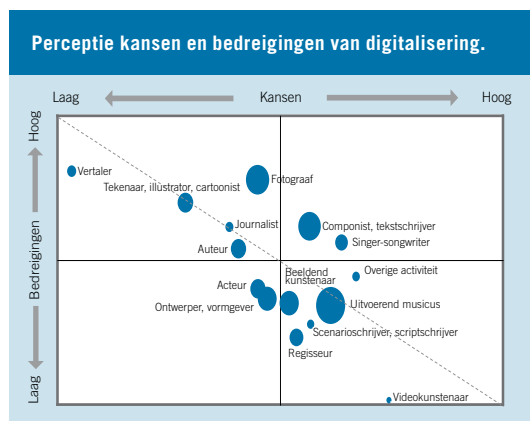 Perceptie kansen en bedreigingen van digitalisering.
Laag
Kansen
Hoog
Hoog
Bedreigingen
Laag
Vertaler
Tekenaar, illustrator, cartoonist
Fotograaf
Journalist
Auteur
Componist, tekstschrijver
Singer-songwriter
Acteur
Ontwerper, vormgever
Beeldend
kunstenaar
Overige activiteit
Uitvoerend musicus
Scenarioschrijver, scriptschrijver
Regisseur
Videokunstenaar